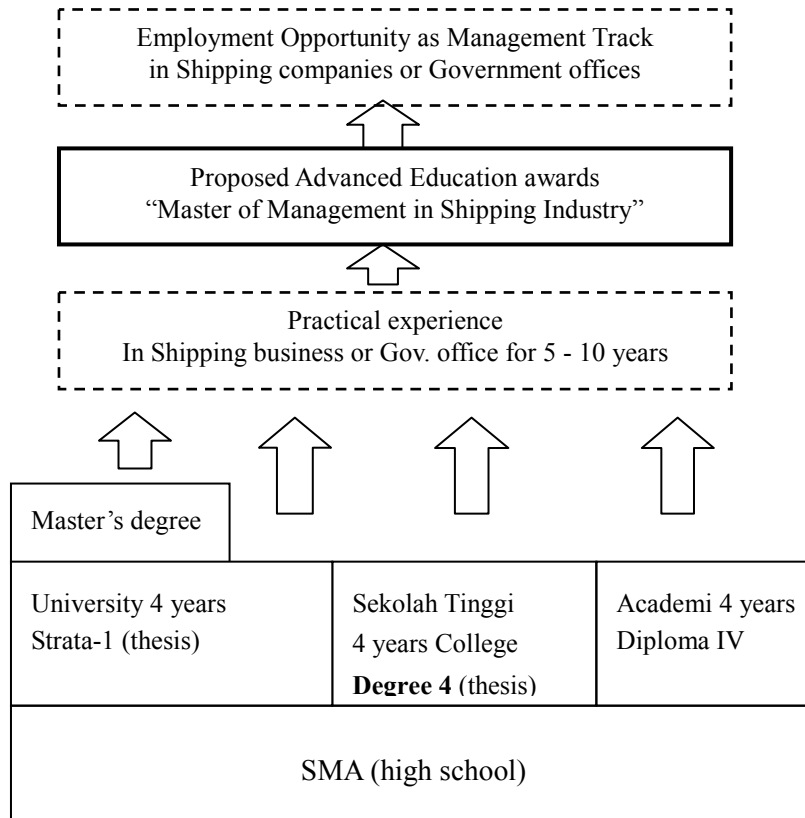 Employment Opportunity as Management Track
in Shipping companies or Government offices
Proposed Advanced Education awards
“Master of Management in Shipping Industry”
Practical experience
In Shipping business or Gov. office for 5 - 10 years
Master’s degree
University 4 years
Strata-1 (thesis)
Sekolah Tinggi
4 years College
Degree 4 (thesis)
Academi 4 years
Diploma IV
SMA (high school)